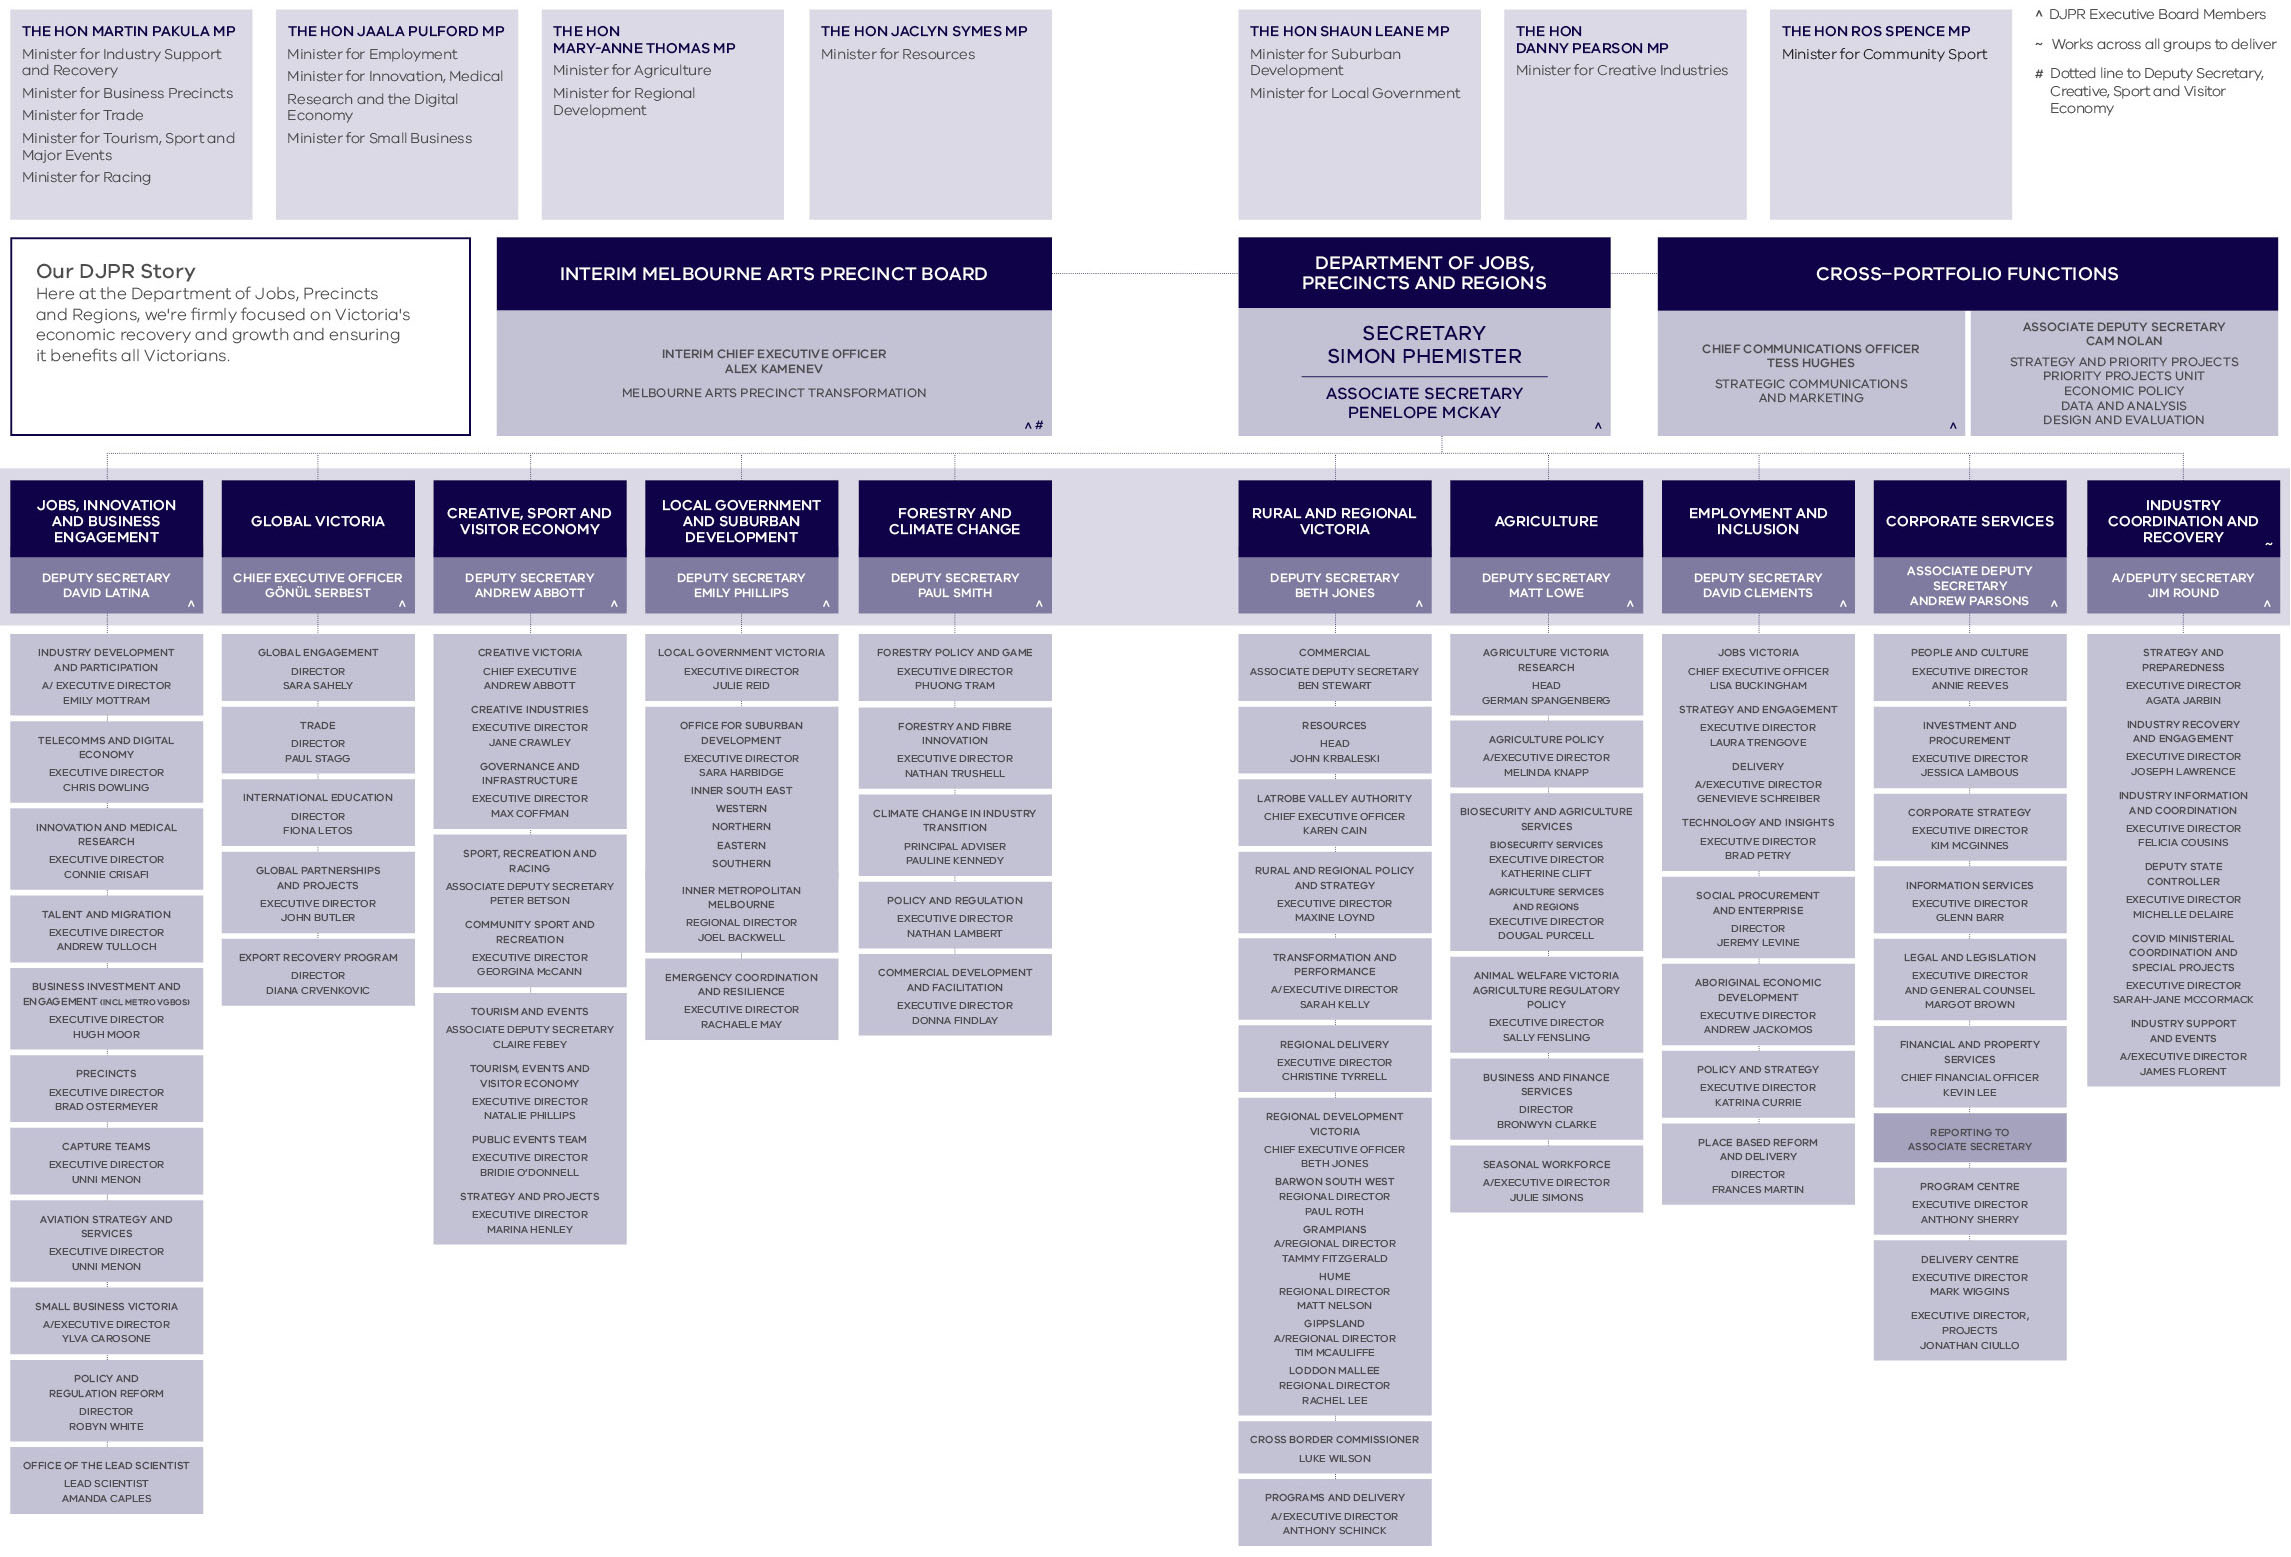 THE HON MARTIN PAKULA MP
Minister for Industry Support
and Recovery
Minister for Business Precincts
Minister for Trade
Minister for Tourism, Sport and
Major Events
Minister for Racing
THE HON JAALA PULFORD MP
Minister for Employment
Minister for Innovation, Medical
Research and the Digital
Economy
Minister for Small Business
THE HON
MARY-ANNE THOMAS MP
Minister for Agriculture
Minister for Regional
Development
THE HON JACLYN SYMES MP
Minister for Resources
THE HON SHAUN LEANE MP
Minister for Suburban
Development
Minister for Local Government
THE HON
DANNY PEARSON MP
Minister for Creative Industries
THE HON ROS SPENCE MP
Minister for Community Sport
^ DJPR Executive Board Members
~ Works across all groups to deliver
# Dotted line to Deputy Secretary,
Creative, Sport and Visitor
Economy
Our DJPR Story
Here at the Department of Jobs, Precincts
and Regions, we're firmly focused on Victoria's
economic recovery and growth and ensuring
it benefits all Victorians.
INTERIM MELBOURNE ARTS PRECINCT BOARD
INTERIM CHIEF EXECUTIVE OFFICER
ALEX KAMENEV
MELBOURNE ARTS PRECINCT TRANSFORMATION
^ #
DEPARTMENT OF JOBS,
PRECINCTS AND REGIONS
SECRETARY
SIMON PHEMISTER
ASSOCIATE SECRETARY
PENELOPE MCKAY
^
CROSS–PORTFOLIO FUNCTIONS
CHIEF COMMUNICATIONS OFFICER
TESS HUGHES
STRATEGIC COMMUNICATIONS
AND MARKETING
^
ASSOCIATE DEPUTY SECRETARY
CAM NOLAN
STRATEGY AND PRIORITY PROJECTS
PRIORITY PROJECTS UNIT
ECONOMIC POLICY
DATA AND ANALYSIS
DESIGN AND EVALUATION
JOBS, INNOVATION
AND BUSINESS
ENGAGEMENT
DEPUTY SECRETARY
DAVID LATINA
^
INDUSTRY DEVELOPMENT
AND PARTICIPATION
A/ EXECUTIVE DIRECTOR
EMILY MOTTRAM
TELECOMMS AND DIGITAL
ECONOMY
EXECUTIVE DIRECTOR
CHRIS DOWLING
INNOVATION AND MEDICAL
RESEARCH
EXECUTIVE DIRECTOR
CONNIE CRISAFI
TALENT AND MIGRATION
EXECUTIVE DIRECTOR
ANDREW TULLOCH
BUSINESS INVESTMENT AND
ENGAGEMENT (INCL METRO VGBOS)
EXECUTIVE DIRECTOR
HUGH MOOR
PRECINCTS
EXECUTIVE DIRECTOR
BRAD OSTERMEYER
CAPTURE TEAMS
EXECUTIVE DIRECTOR
UNNI MENON
AVIATION STRATEGY AND
SERVICES
EXECUTIVE DIRECTOR
UNNI MENON
SMALL BUSINESS VICTORIA
A/EXECUTIVE DIRECTOR
YLVA CAROSONE
POLICY AND
REGULATION REFORM
DIRECTOR
ROBYN WHITE
OFFICE OF THE LEAD SCIENTIST
LEAD SCIENTIST
AMANDA CAPLES
GLOBAL VICTORIA
CHIEF EXECUTIVE OFFICER
GÖNÜL SERBEST
^
GLOBAL ENGAGEMENT
DIRECTOR
SARA SAHELY
TRADE
DIRECTOR
PAUL STAGG
INTERNATIONAL EDUCATION
DIRECTOR
FIONA LETOS
GLOBAL PARTNERSHIPS
AND PROJECTS
EXECUTIVE DIRECTOR
JOHN BUTLER
EXPORT RECOVERY PROGRAM
DIRECTOR
DIANA CRVENKOVIC
CREATIVE, SPORT AND
VISITOR ECONOMY
DEPUTY SECRETARY
ANDREW ABBOTT
^
CREATIVE VICTORIA
CHIEF EXECUTIVE
ANDREW ABBOTT
CREATIVE INDUSTRIES
EXECUTIVE DIRECTOR
JANE CRAWLEY
GOVERNANCE AND
INFRASTRUCTURE
EXECUTIVE DIRECTOR
MAX COFFMAN
SPORT, RECREATION AND
RACING
ASSOCIATE DEPUTY SECRETARY
PETER BETSON
COMMUNITY SPORT AND
RECREATION
EXECUTIVE DIRECTOR
GEORGINA McCANN
TOURISM AND EVENTS
ASSOCIATE DEPUTY SECRETARY
CLAIRE FEBEY
TOURISM, EVENTS AND
VISITOR ECONOMY
EXECUTIVE DIRECTOR
NATALIE PHILLIPS
PUBLIC EVENTS TEAM
EXECUTIVE DIRECTOR
BRIDIE O'DONNELL
STRATEGY AND PROJECTS
EXECUTIVE DIRECTOR
MARINA HENLEY
LOCAL GOVERNMENT
AND SUBURBAN
DEVELOPMENT
DEPUTY SECRETARY
EMILY PHILLIPS
^
LOCAL GOVERNMENT VICTORIA
EXECUTIVE DIRECTOR
JULIE REID
OFFICE FOR SUBURBAN
DEVELOPMENT
EXECUTIVE DIRECTOR
SARA HARBIDGE
INNER SOUTH EAST
WESTERN
NORTHERN
EASTERN
SOUTHERN
INNER METROPOLITAN
MELBOURNE
REGIONAL DIRECTOR
JOEL BACKWELL
EMERGENCY COORDINATION
AND RESILIENCE
EXECUTIVE DIRECTOR
RACHAELE MAY
FORESTRY AND
CLIMATE CHANGE
DEPUTY SECRETARY
PAUL SMITH
^
FORESTRY POLICY AND GAME
EXECUTIVE DIRECTOR
PHUONG TRAM
FORESTRY AND FIBRE
INNOVATION
EXECUTIVE DIRECTOR
NATHAN TRUSHELL
CLIMATE CHANGE IN INDUSTRY
TRANSITION
PRINCIPAL ADVISER
PAULINE KENNEDY
POLICY AND REGULATION
EXECUTIVE DIRECTOR
NATHAN LAMBERT
COMMERCIAL DEVELOPMENT
AND FACILITATION
EXECUTIVE DIRECTOR
DONNA FINDLAY
RURAL AND REGIONAL
VICTORIA
DEPUTY SECRETARY
BETH JONES
^
COMMERCIAL
ASSOCIATE DEPUTY SECRETARY
BEN STEWART
RESOURCES
HEAD
JOHN KRBALESKI
LATROBE VALLEY AUTHORITY
CHIEF EXECUTIVE OFFICER
KAREN CAIN
RURAL AND REGIONAL POLICY
AND STRATEGY
EXECUTIVE DIRECTOR
MAXINE LOYND
TRANSFORMATION AND
PERFORMANCE
A/EXECUTIVE DIRECTOR
SARAH KELLY
REGIONAL DELIVERY
EXECUTIVE DIRECTOR
CHRISTINE TYRRELL
REGIONAL DEVELOPMENT
VICTORIA
CHIEF EXECUTIVE OFFICER
BETH JONES
BARWON SOUTH WEST
REGIONAL DIRECTOR
PAUL ROTH
GRAMPIANS
A/REGIONAL DIRECTOR
TAMMY FITZGERALD
HUME
REGIONAL DIRECTOR
MATT NELSON
GIPPSLAND
A/REGIONAL DIRECTOR
TIM MCAULIFFE
LODDON MALLEE
REGIONAL DIRECTOR
RACHEL LEE
CROSS BORDER COMMISSIONER
LUKE WILSON
PROGRAMS AND DELIVERY
A/EXECUTIVE DIRECTOR
ANTHONY SCHINCK
AGRICULTURE
DEPUTY SECRETARY
MATT LOWE
^
AGRICULTURE VICTORIA
RESEARCH
HEAD
GERMAN SPANGENBERG
AGRICULTURE POLICY
A/EXECUTIVE DIRECTOR
MELINDA KNAPP
BIOSECURITY AND AGRICULTURE
SERVICES
BIOSECURITY SERVICES
EXECUTIVE DIRECTOR
KATHERINE CLIFT
AGRICULTURE SERVICES
AND REGIONS
EXECUTIVE DIRECTOR
DOUGAL PURCELL
ANIMAL WELFARE VICTORIA
AGRICULTURE REGULATORY
POLICY
EXECUTIVE DIRECTOR
SALLY FENSLING
BUSINESS AND FINANCE
SERVICES
DIRECTOR
BRONWYN CLARKE
SEASONAL WORKFORCE
A/EXECUTIVE DIRECTOR
JULIE SIMONS
EMPLOYMENT AND
INCLUSION
DEPUTY SECRETARY
DAVID CLEMENTS
^
JOBS VICTORIA
CHIEF EXECUTIVE OFFICER
LISA BUCKINGHAM
STRATEGY AND ENGAGEMENT
EXECUTIVE DIRECTOR
LAURA TRENGOVE
DELIVERY
A/EXECUTIVE DIRECTOR
GENEVIEVE SCHREIBER
TECHNOLOGY AND INSIGHTS
EXECUTIVE DIRECTOR
BRAD PETRY
SOCIAL PROCUREMENT
AND ENTERPRISE
DIRECTOR
JEREMY LEVINE
ABORIGINAL ECONOMIC
DEVELOPMENT
EXECUTIVE DIRECTOR
ANDREW JACKOMOS
POLICY AND STRATEGY
EXECUTIVE DIRECTOR
KATRINA CURRIE
PLACE BASED REFORM
AND DELIVERY
DIRECTOR
FRANCES MARTIN
CORPORATE SERVICES
ASSOCIATE DEPUTY
SECRETARY
ANDREW PARSONS
^
PEOPLE AND CULTURE
EXECUTIVE DIRECTOR
ANNIE REEVES
INVESTMENT AND
PROCUREMENT
EXECUTIVE DIRECTOR
JESSICA LAMBOUS
CORPORATE STRATEGY
EXECUTIVE DIRECTOR
KIM MCGINNES
INFORMATION SERVICES
EXECUTIVE DIRECTOR
GLENN BARR
LEGAL AND LEGISLATION
EXECUTIVE DIRECTOR
AND GENERAL COUNSEL
MARGOT BROWN
FINANCIAL AND PROPERTY
SERVICES
CHIEF FINANCIAL OFFICER
KEVIN LEE
REPORTING TO
ASSOCIATE SECRETARY
PROGRAM CENTRE
EXECUTIVE DIRECTOR
ANTHONY SHERRY
DELIVERY CENTRE
EXECUTIVE DIRECTOR
MARK WIGGINS
EXECUTIVE DIRECTOR,
PROJECTS
JONATHAN CIULLO
INDUSTRY
COORDINATION AND
RECOVERY
~
A/DEPUTY SECRETARY
JIM ROUND
^
STRATEGY AND
PREPAREDNESS
EXECUTIVE DIRECTOR
AGATA JARBIN
INDUSTRY RECOVERY
AND ENGAGEMENT
EXECUTIVE DIRECTOR
JOSEPH LAWRENCE
INDUSTRY INFORMATION
AND COORDINATION
EXECUTIVE DIRECTOR
FELICIA COUSINS
DEPUTY STATE
CONTROLLER
EXECUTIVE DIRECTOR
MICHELLE DELAIRE
COVID MINISTERIAL
COORDINATION AND
SPECIAL PROJECTS
EXECUTIVE DIRECTOR
SARAH-JANE MCCORMACK
INDUSTRY SUPPORT
AND EVENTS
A/EXECUTIVE DIRECTOR
JAMES FLORENT